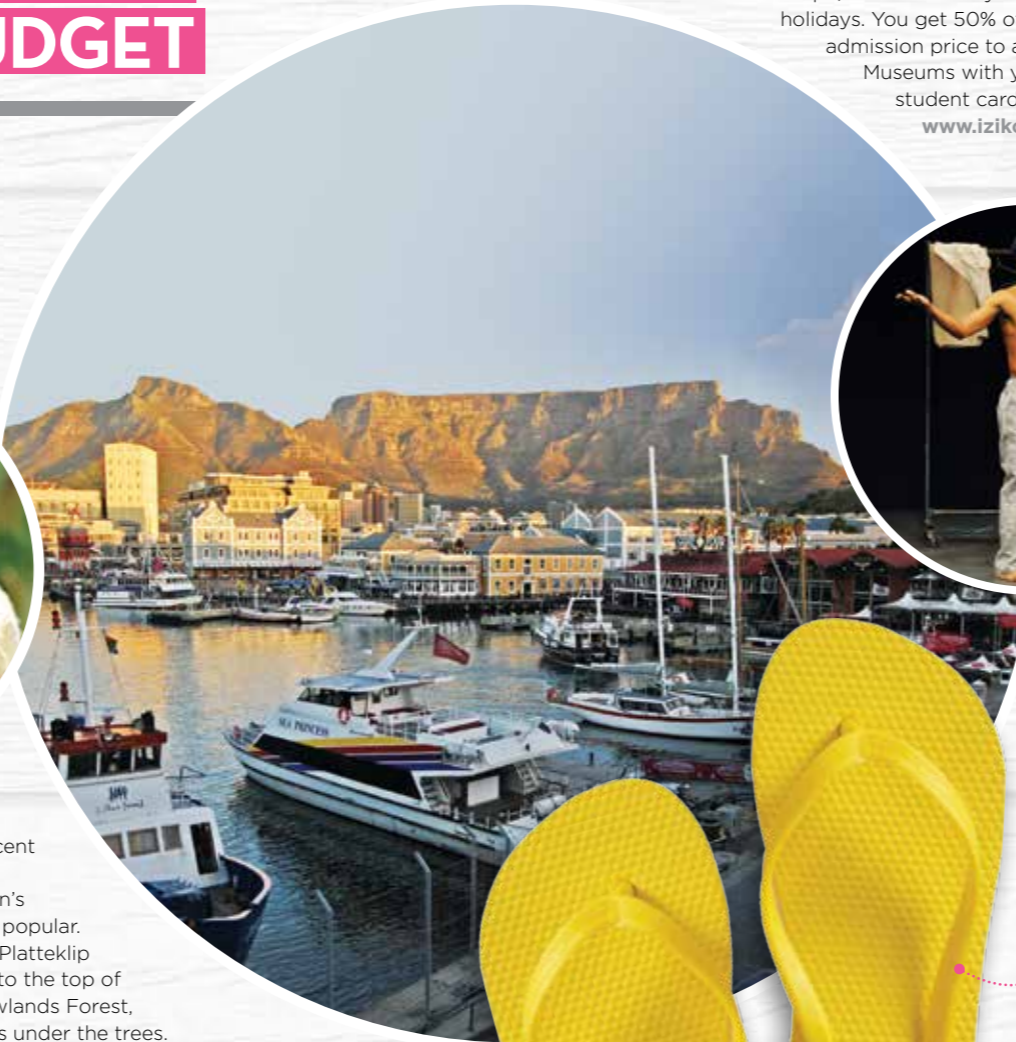 UDGET
holidays. You get 50% o
admission price to a
Museums with y
student card
www.iziko
SEA PRINCESS
cent
n's
popular.
Platteklip
to the top of
wlands Forest,
s under the trees.